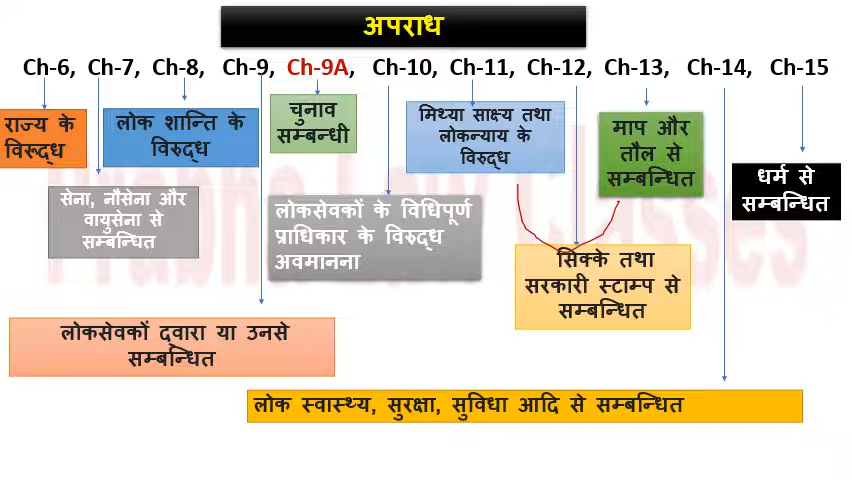 अपराध
Ch-6, Ch-7, Ch-8, Ch-9, Ch-9A, Ch-10, Ch-11, Ch-12, Ch-13, Ch-14, Ch-15
राज्य के
विरूद्ध
लोक शान्ति के
विरुद्ध
चुनाव
सम्बन्धी
मिथ्या साक्ष्य तथा
लोकन्याय के
विरुद्ध
माप और
तौल से
सम्बन्धित
धर्म से
सम्बन्धित
सेना, नौसेना और
वायुसेना से
सम्बन्धित
लोकसेवकों के विधिपूर्ण
प्राधिकार के विरुद्ध
अवमानना
सिक्के तथा
सरकारी स्टाम्प से
सम्बन्धित
लोकसेवकों द्वारा या उनसे
सम्बन्धित
लोक स्वास्थ्य, सुरक्षा, सुविधा आदि से सम्बन्धित